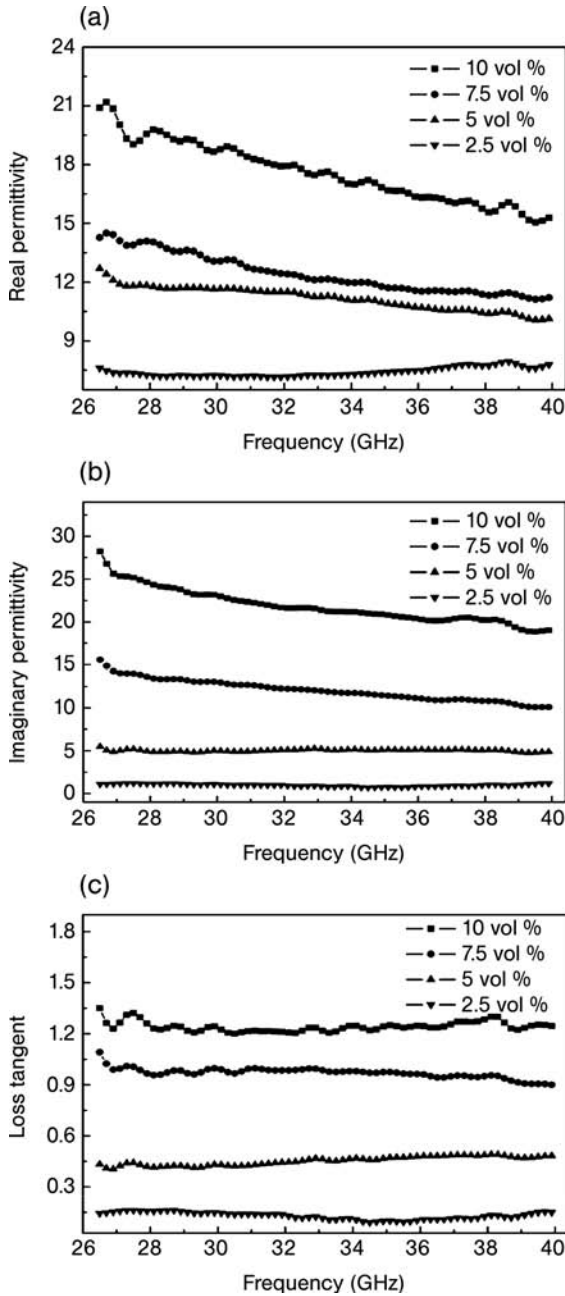 (a)
24
21
18
15
12
9
Real permittivity
10 vol %
7.5 vol %
5 vol %
2.5 vol %
26 28 30 32 34 36 38 40
Frequency (GHz)
(b)
30
25
20
15
10
5
0
Imaginary permittivity
10 vol %
7.5 vol %
5 vol %
2.5 vol %
26 28 30 32 34 36 38 40
Frequency (GHz)
(c)
1.8
1.5
1.2
0.9
0.6
0.3
Loss tangent
10 vol %
7.5 vol %
5 vol %
2.5 vol %
26 28 30 32 34 36 38 40
Frequency (GHz)